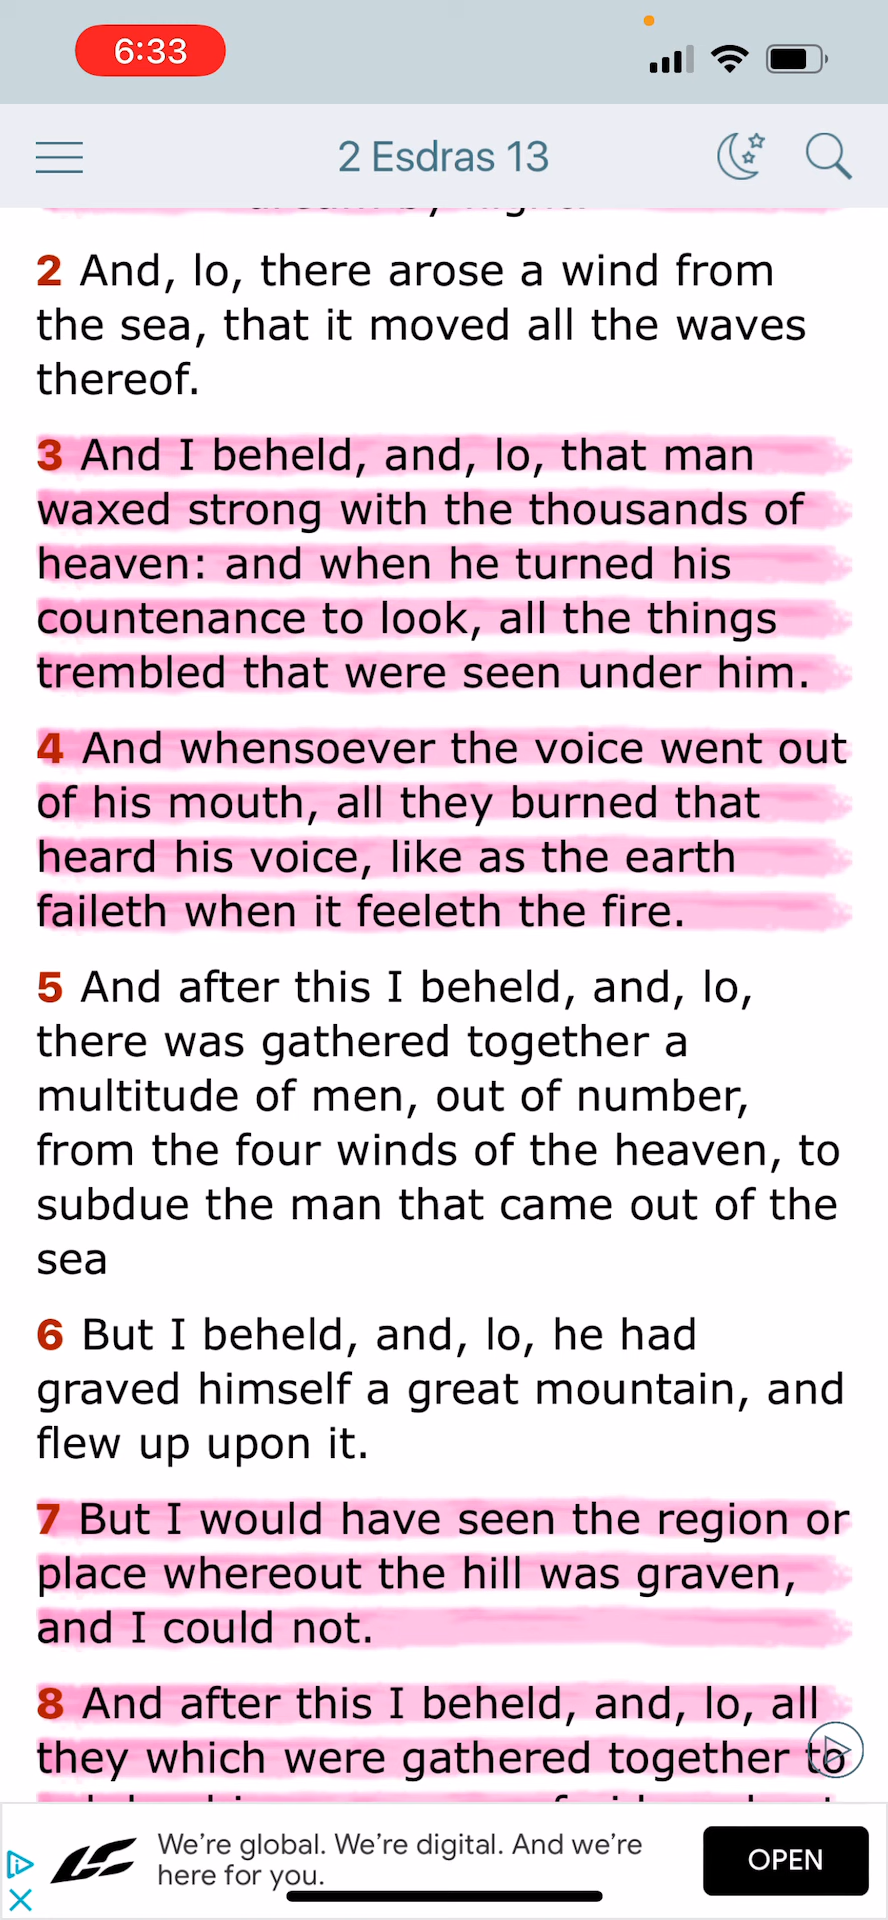 6:33
2 Esdras 13
2 And, lo, there arose a wind from
the sea, that it moved all the waves
thereof.
3 And I beheld, and, lo, that man
waxed strong with the thousands of
heaven: and when he turned his
countenance to look, all the things
trembled that were seen under him.
4 And whensoever the voice went out
of his mouth, all they burned that
heard his voice, like as the earth
faileth when it feeleth the fire.
5 And after this I beheld, and, lo,
there was gathered together a
multitude of men, out of number,
from the four winds of the heaven, to
subdue the man that came out of the
sea
6 But I beheld, and, lo, he had
graved himself a great mountain, and
flew up upon it.
7 But I would have seen the region or
place whereout the hill was graven,
and I could not.
8 And after this I beheld, and, lo, all
they which were gathered together to
We're global. We're digital. And we're
here for you.
OPEN